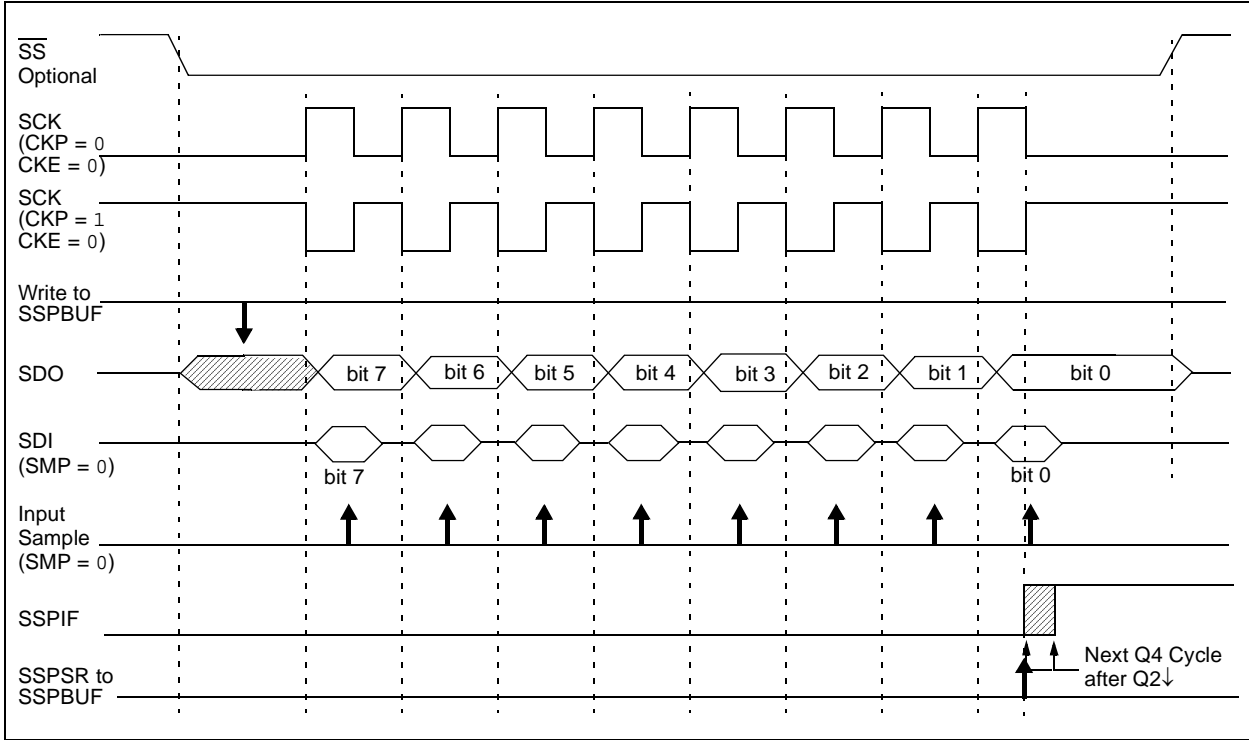 SS
Optional
SCK
(CKP = 0
CKE = 0)
SCK
(CKP = 1
CKE = 0)
Write to
SSPBUF
SDO
bit 7
bit 6
bit 5
bit 4
bit 3
bit 2
bit 1
bit 0
SDI
(SMP = 0)
bit 7
bit 0
Input
Sample
(SMP = 0)
SSPIF
Next Q4 Cycle
after Q2↓
SSPSR to
SSPBUF